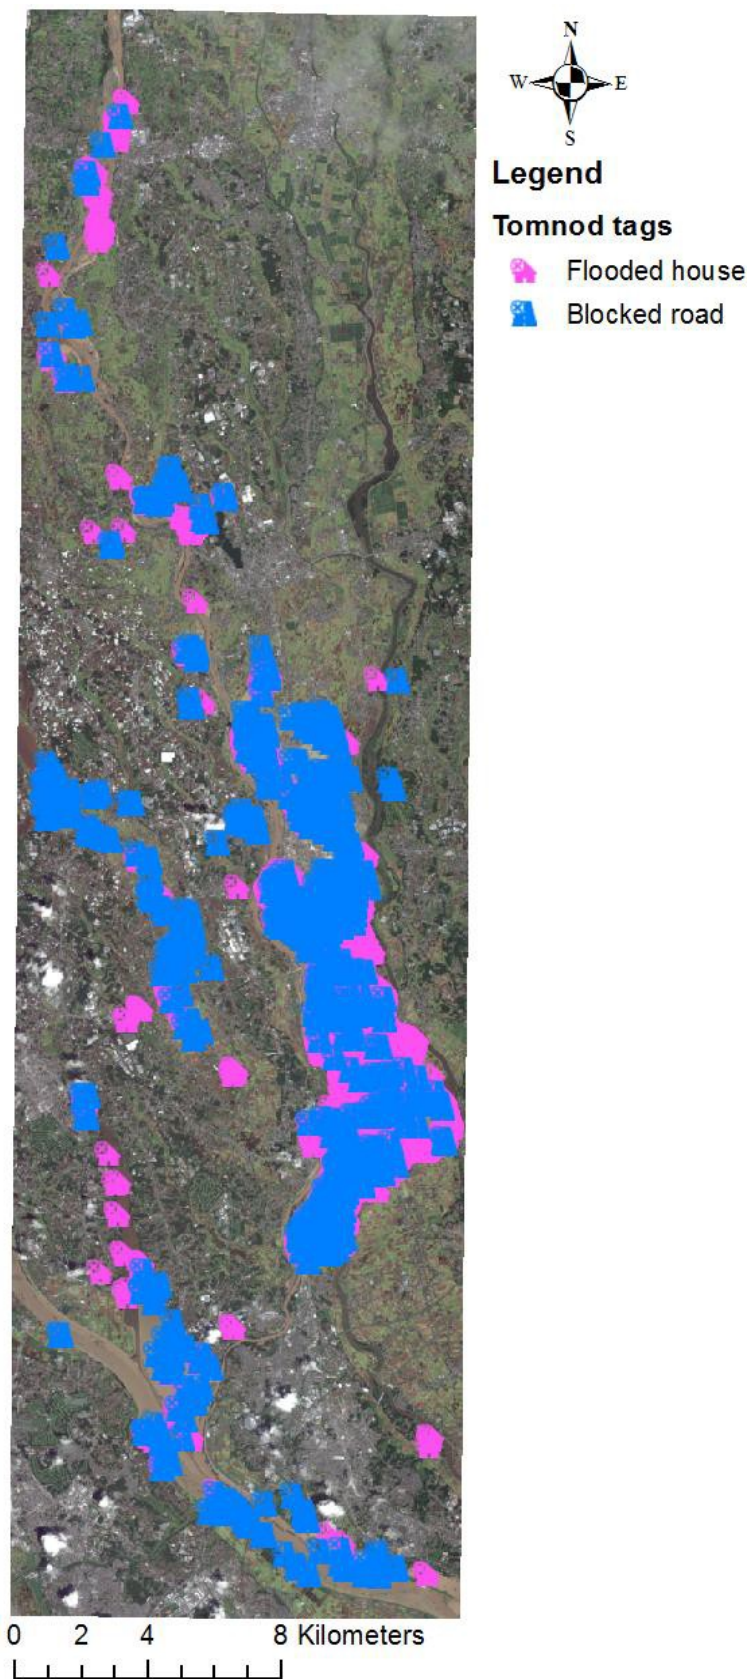 N
W E
S
Legend
Tomnod tags
Flooded house
Blocked road
0 2 4 8 Kilometers